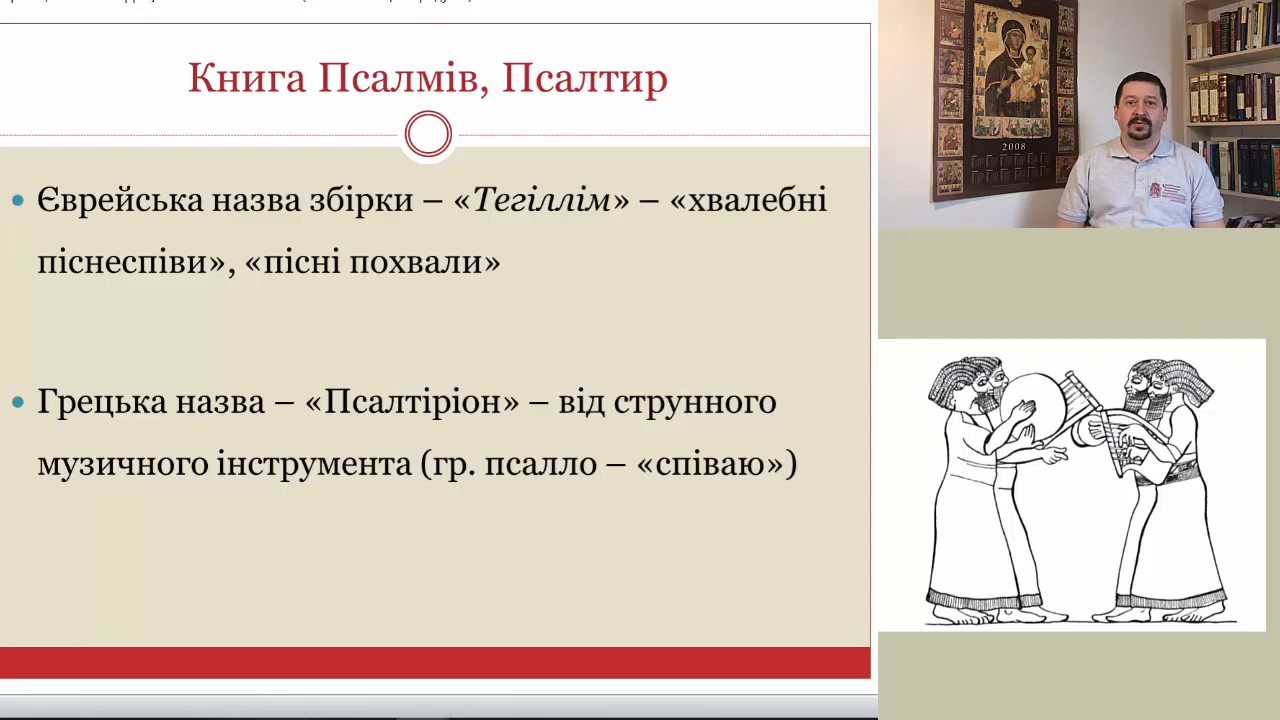 Книга Псалмів, Псалтир
Єврейська назва збірки – «Тегіллім» – «хвалебні
піснеспіви», «пісні похвали»
Грецька назва – «Псалтіріон» – від струнного
музичного інструмента (гр. псалло – «співаю»)
2008